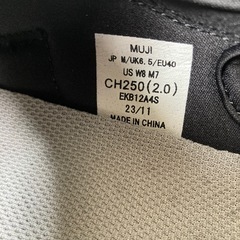 MUJI
JP M/UK6.5/EU40
US W8 M7
CH250(2.0)
EKB12A4S
23/11
MADE IN CHINA